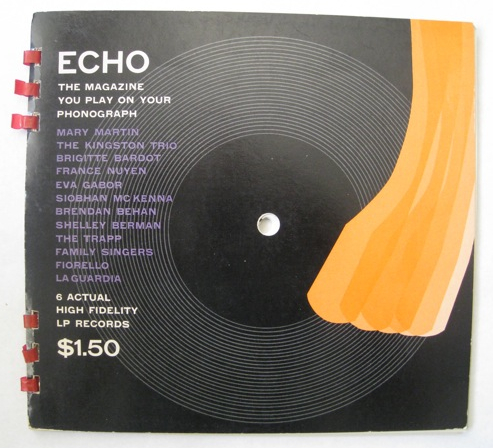 ECHO
THE MAGAZINE
YOU PLAY ON YOUR
PHONOGRAPH
MARY MARTIN
THE KINGSTON TRIO
BRIGITTE BARDOT
FRANCE NUYEN
EVA GABOR
SIOBHAN MC KENNA
BRENDAN BEHAN
SHELLEY BERMAN
THE TRAPP
FAMILY SINGERS
FIORELLO
LA GUARDIA
6 ACTUAL
HIGH FIDELITY
LP RECORDS
$1.50